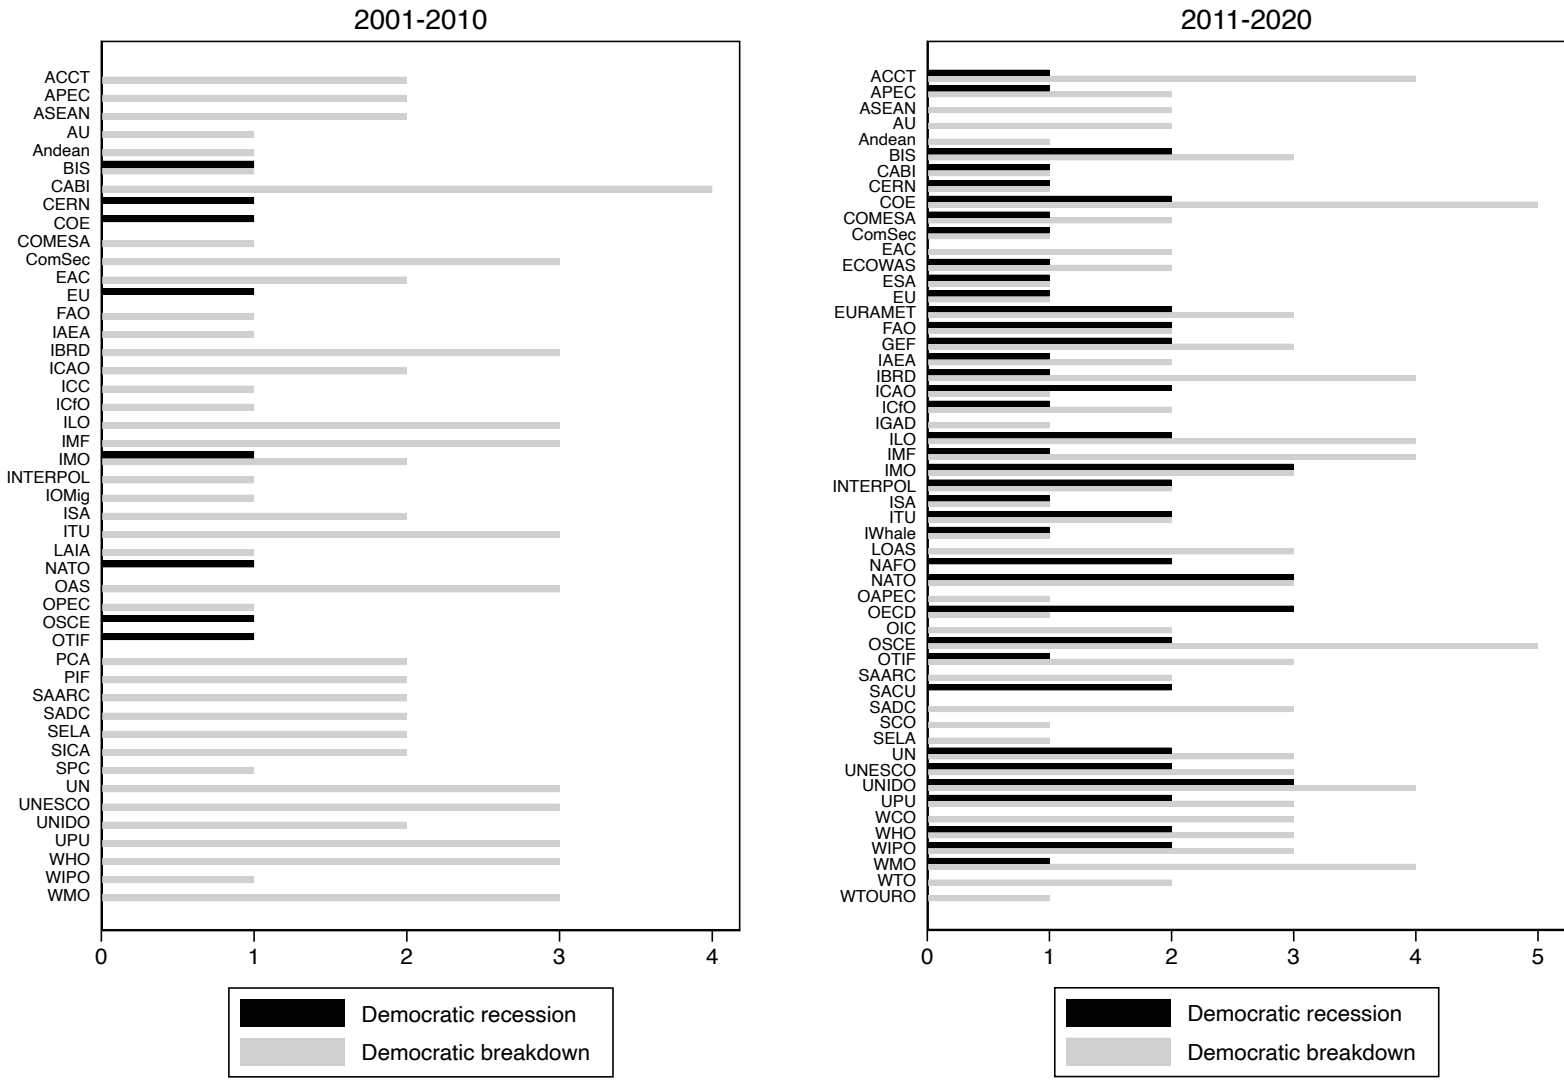 2001-2010
ACCT
APEC
ASEAN
AU
Andean
BIS
CABI
CERN
COE
COMESA
ComSec
EAC
EU
FAO
IAEA
IBRD
ICAO
ICC
ICfO
ILO
IMF
IMO
INTERPOL
IOMig
ISA
ITU
LAIA
NATO
OAS
OPEC
OSCE
OTIF
PCA
PIF
SAARC
SADC
SELA
SICA
SPC
UN
UNESCO
UNIDO
UPU
WHO
WIPO
WMO
0 1 2 3 4
Democratic recession
Democratic breakdown
2011-2020
ACCT
APEC
ASEAN
AU
Andean
BIS
CABI
CERN
COE
COMESA
ComSec
EAC
ECOWAS
ESA
EU
EURAMET
FAO
GEF
IAEA
IBRD
ICAO
ICfO
IGAD
ILO
IMF
IMO
INTERPOL
ISA
ITU
IWhale
LOAS
NAFO
NATO
OAPEC
OECD
OIC
OSCE
OTIF
SAARC
SACU
SADC
SCO
SELA
UN
UNESCO
UNIDO
UPU
WCO
WHO
WIPO
WMO
WTO
WTOURO
0 1 2 3 4 5
Democratic recession
Democratic breakdown